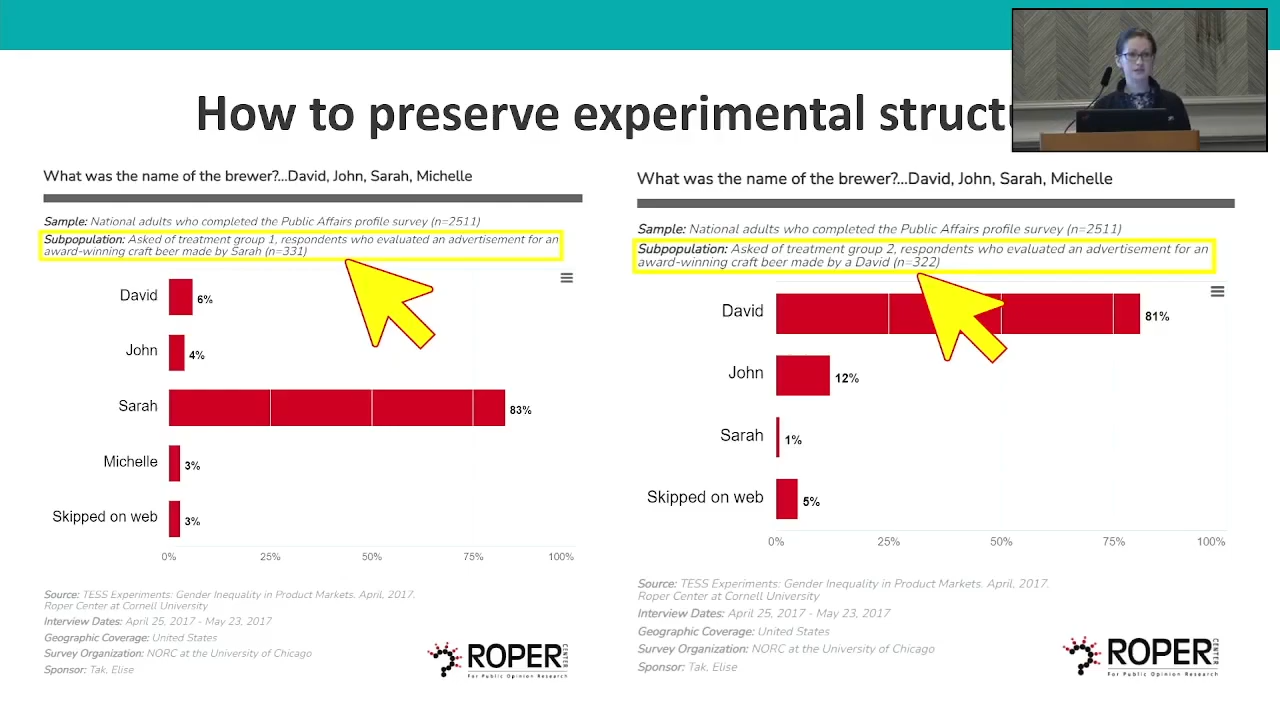 How to preserve experimental struct
What was the name of the brewer?...David, John, Sarah, Michelle
Sample: National adults who completed the Public Affairs profile survey (n=2511)
Subpopulation: Asked of treatment group 1, respondents who evaluated an advertisement for an
award-winning craft beer made by Sarah (n=331)
David
6%
John
4%
Sarah
83%
Michelle
3%
Skipped on web
3%
0% 25% 50% 75% 100%
Source: TESS Experiments: Gender Inequality in Product Markets. April, 2017.
Roper Center at Cornell University
Interview Dates: April 25, 2017 - May 23, 2017
Geographic Coverage: United States
Survey Organization: NORC at the University of Chicago
Sponsor: Tak, Elise
ROPER CENTER
For Public Opinion Research
What was the name of the brewer?...David, John, Sarah, Michelle
Sample: National adults who completed the Public Affairs profile survey (n=2511)
Subpopulation: Asked of treatment group 2, respondents who evaluated an advertisement for an
award-winning craft beer made by a David (n=322)
David
81%
John
12%
Sarah
1%
Skipped on web
5%
0% 25% 50% 75% 100%
Source: TESS Experiments: Gender Inequality in Product Markets. April, 2017.
Roper Center at Cornell University
Interview Dates: April 25, 2017 - May 23, 2017
Geographic Coverage: United States
Survey Organization: NORC at the University of Chicago
Sponsor: Tak, Elise
ROPER CENTER
For Public Opinion Research